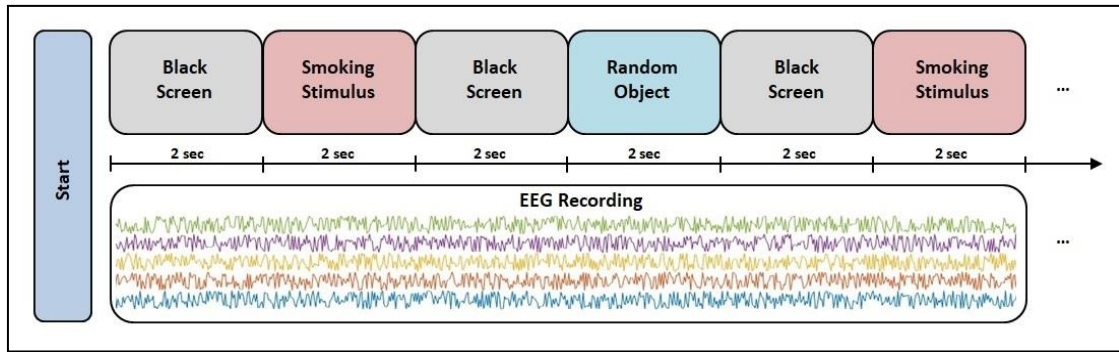 Start
Black
Screen
Smoking
Stimulus
Black
Screen
Random
Object
Black
Screen
Smoking
Stimulus
...
2 sec
2 sec
2 sec
2 sec
2 sec
2 sec
EEG Recording
...